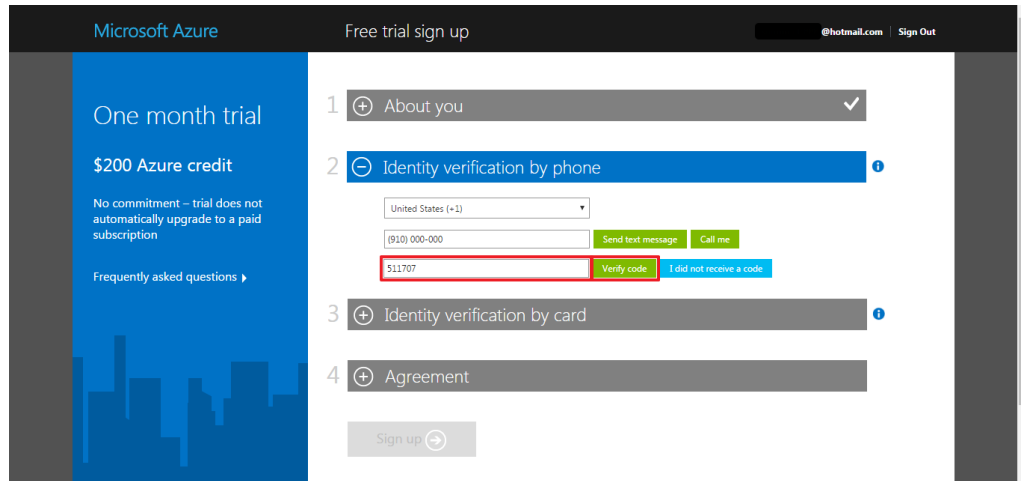 Microsoft Azure
Free trial sign up
@hotmail.com
Sign Out
One month trial
$200 Azure credit
No commitment – trial does not
automatically upgrade to a paid
subscription
Frequently asked questions
1 About you
2 Identity verification by phone
United States (+1)
(910) 000-000
Send text message
Call me
511707
Verify code
I did not receive a code
3 Identity verification by card
4 Agreement
Sign up